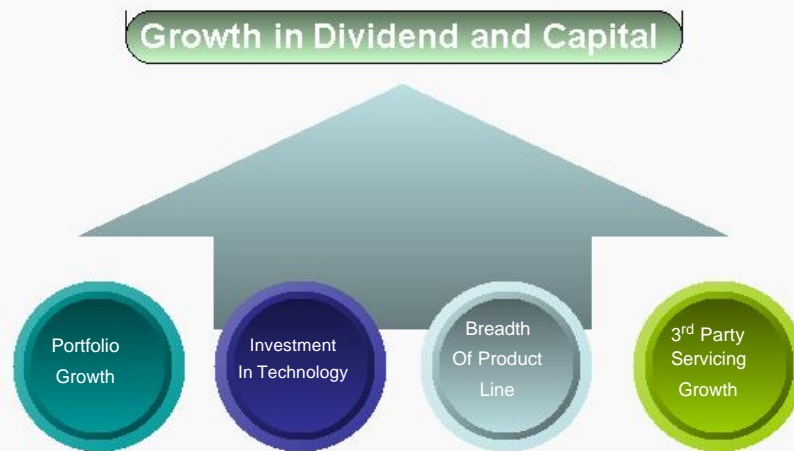 Growth in Dividend and Capital
Portfolio
Growth
Investment
In Technology
Breadth
Of Product
Line
3rd Party
Servicing
Growth